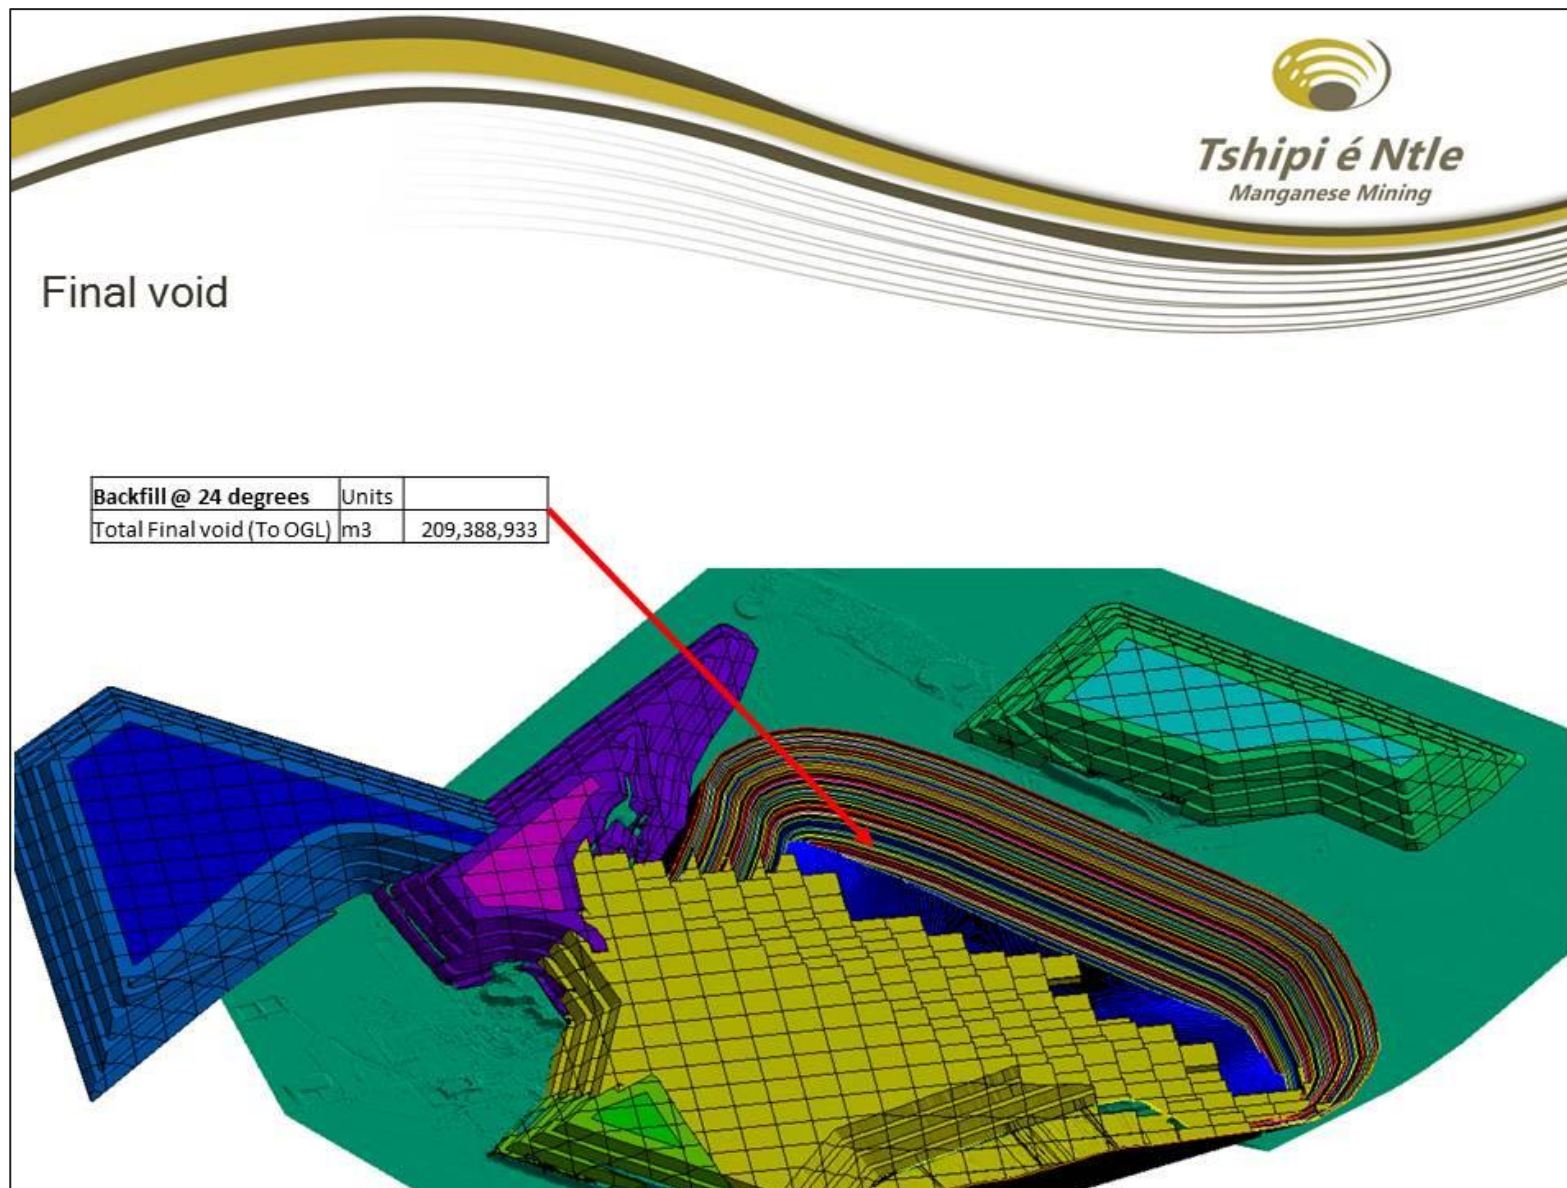 Tshipi é Ntle
Manganese Mining
Final void
Backfill @ 24 degrees Units
Total Final void (To OGL) m3 209,388,933